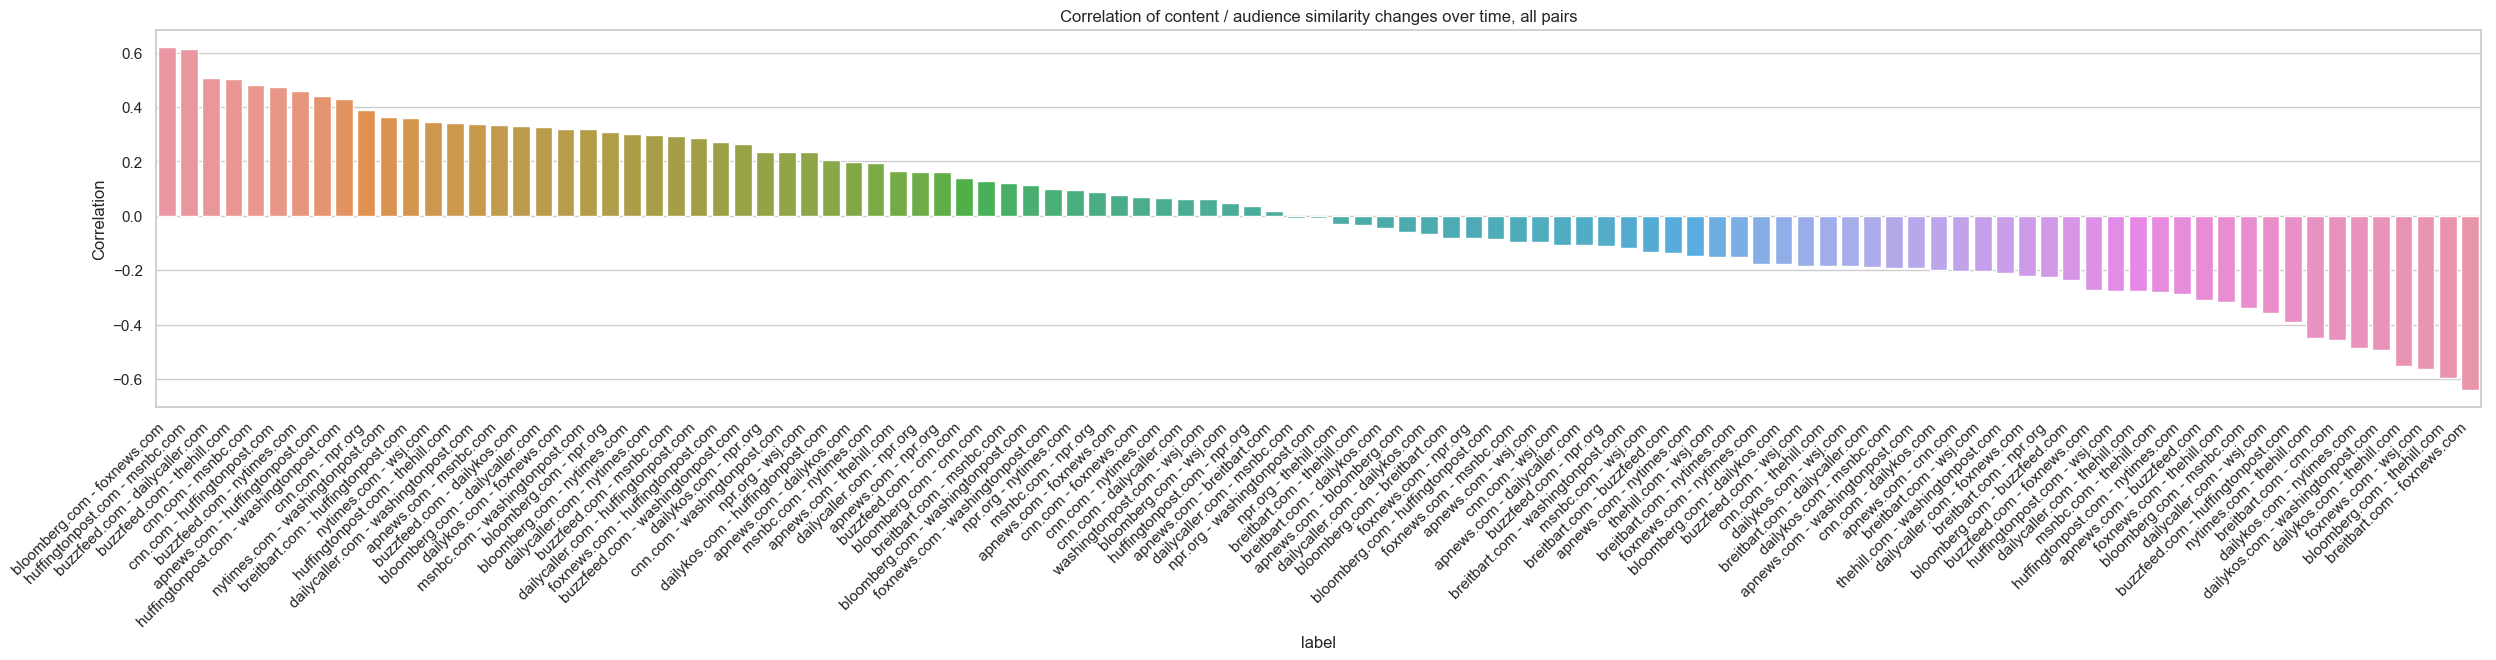 Correlation of content / audience similarity changes over time, all pairs
Correlation
0.6
0.4
0.2
0.0
−0.2
−0.4
−0.6
bloomberg.com - foxnews.com
huffingtonpost.com - msnbc.com
buzzfeed.com - dailycaller.com
buzzfeed.com - thehill.com
cnn.com - msnbc.com
cnn.com - huffingtonpost.com
buzzfeed.com - nytimes.com
apnews.com - huffingtonpost.com
huffingtonpost.com - washingtonpost.com
cnn.com - npr.org
nytimes.com - washingtonpost.com
breitbart.com - huffingtonpost.com
nytimes.com - wsj.com
huffingtonpost.com - thehill.com
dailycaller.com - washingtonpost.com
apnews.com - msnbc.com
buzzfeed.com - dailykos.com
bloomberg.com - dailycaller.com
dailykos.com - foxnews.com
msnbc.com - washingtonpost.com
bloomberg.com - npr.org
bloomberg.com - nytimes.com
dailycaller.com - nytimes.com
buzzfeed.com - msnbc.com
dailycaller.com - huffingtonpost.com
foxnews.com - huffingtonpost.com
buzzfeed.com - washingtonpost.com
dailykos.com - npr.org
cnn.com - washingtonpost.com
npr.org - wsj.com
dailykos.com - huffingtonpost.com
apnews.com - dailykos.com
msnbc.com - nytimes.com
apnews.com - thehill.com
dailycaller.com - npr.org
apnews.com - npr.org
buzzfeed.com - cnn.com
bloomberg.com - cnn.com
breitbart.com - msnbc.com
bloomberg.com - washingtonpost.com
foxnews.com - washingtonpost.com
npr.org - nytimes.com
msnbc.com - npr.org
apnews.com - foxnews.com
cnn.com - foxnews.com
cnn.com - nytimes.com
cnn.com - dailycaller.com
washingtonpost.com - wsj.com
bloomberg.com - wsj.com
huffingtonpost.com - npr.org
apnews.com - breitbart.com
dailycaller.com - msnbc.com
npr.org - washingtonpost.com
npr.org - thehill.com
breitbart.com - thehill.com
breitbart.com - dailykos.com
apnews.com - bloomberg.com
dailycaller.com - dailykos.com
bloomberg.com - breitbart.com
foxnews.com - npr.org
bloomberg.com - huffingtonpost.com
foxnews.com - msnbc.com
apnews.com - wsj.com
cnn.com - wsj.com
apnews.com - dailycaller.com
buzzfeed.com - npr.org
breitbart.com - washingtonpost.com
msnbc.com - wsj.com
breitbart.com - buzzfeed.com
apnews.com - nytimes.com
thehill.com - wsj.com
breitbart.com - nytimes.com
foxnews.com - nytimes.com
bloomberg.com - dailykos.com
buzzfeed.com - wsj.com
cnn.com - thehill.com
dailykos.com - wsj.com
breitbart.com - dailycaller.com
dailykos.com - msnbc.com
apnews.com - washingtonpost.com
cnn.com - dailykos.com
apnews.com - cnn.com
breitbart.com - wsj.com
thehill.com - washingtonpost.com
dailycaller.com - foxnews.com
breitbart.com - npr.org
bloomberg.com - buzzfeed.com
buzzfeed.com - foxnews.com
huffingtonpost.com - wsj.com
dailycaller.com - thehill.com
msnbc.com - thehill.com
huffingtonpost.com - nytimes.com
apnews.com - buzzfeed.com
foxnews.com - thehill.com
bloomberg.com - msnbc.com
dailycaller.com - wsj.com
buzzfeed.com - huffingtonpost.com
nytimes.com - thehill.com
breitbart.com - cnn.com
dailykos.com - nytimes.com
dailykos.com - washingtonpost.com
dailykos.com - thehill.com
foxnews.com - wsj.com
bloomberg.com - thehill.com
breitbart.com - foxnews.com
label